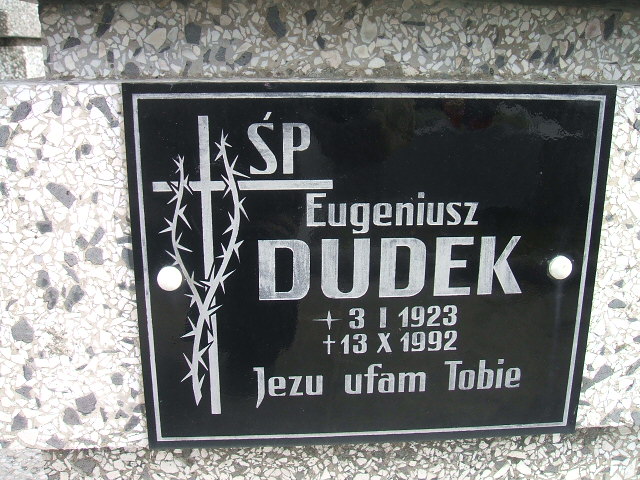 ŚP
Eugeniusz
DUDEK
3 I 1923
†13 X 1992
Jezu ufam Tobie